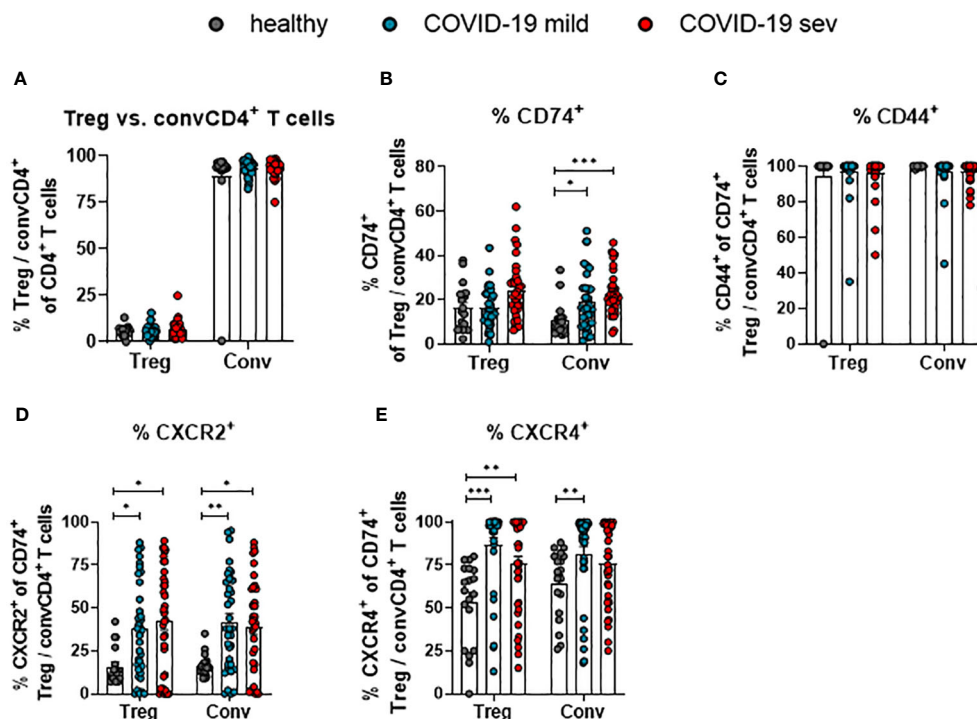 healthy COVID-19 mild COVID-19 sev
A
Treg vs. convCD4⁺ T cells
% Treg / convCD4⁺
of CD4⁺ T cells
100
75
50
25
0
Treg Conv
B
% CD74⁺
% CD74⁺
of Treg / convCD4⁺ T cells
80
60
40
20
0
***
*
Treg Conv
C
% CD44⁺
% CD44⁺ of CD74⁺
Treg / convCD4⁺ T cells
100
80
60
40
20
0
Treg Conv
D
% CXCR2⁺
% CXCR2⁺ of CD74⁺
Treg / convCD4⁺ T cells
100
75
50
25
0
* *
* **
Treg Conv
E
% CXCR4⁺
% CXCR4⁺ of CD74⁺
Treg / convCD4⁺ T cells
100
75
50
25
0
**
*** **
Treg Conv